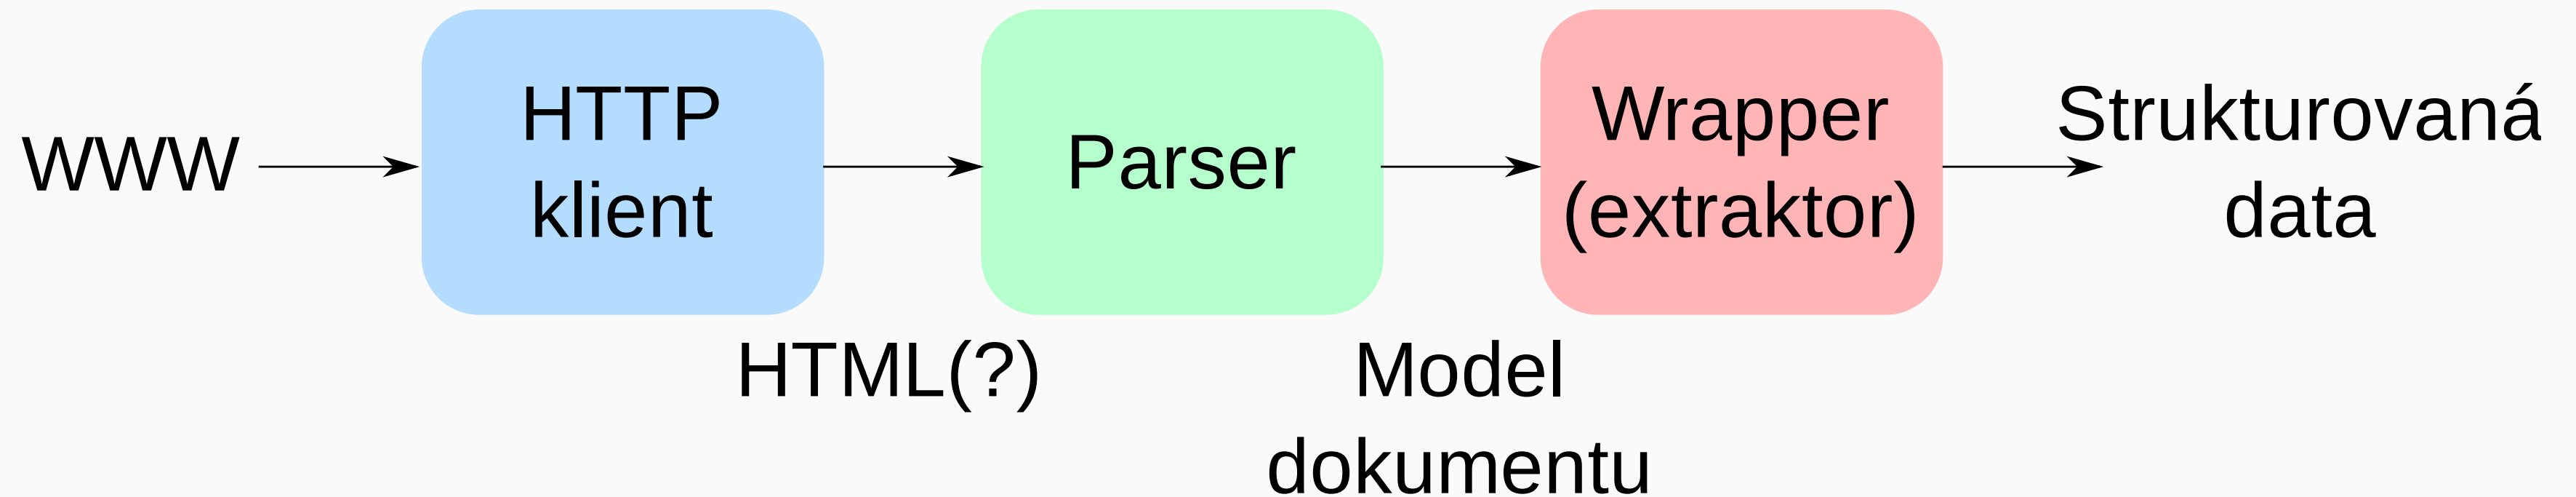 WWW
HTTP
klient
Parser
Wrapper
(extraktor)
Strukturovaná
data
HTML(?)
Model
dokumentu